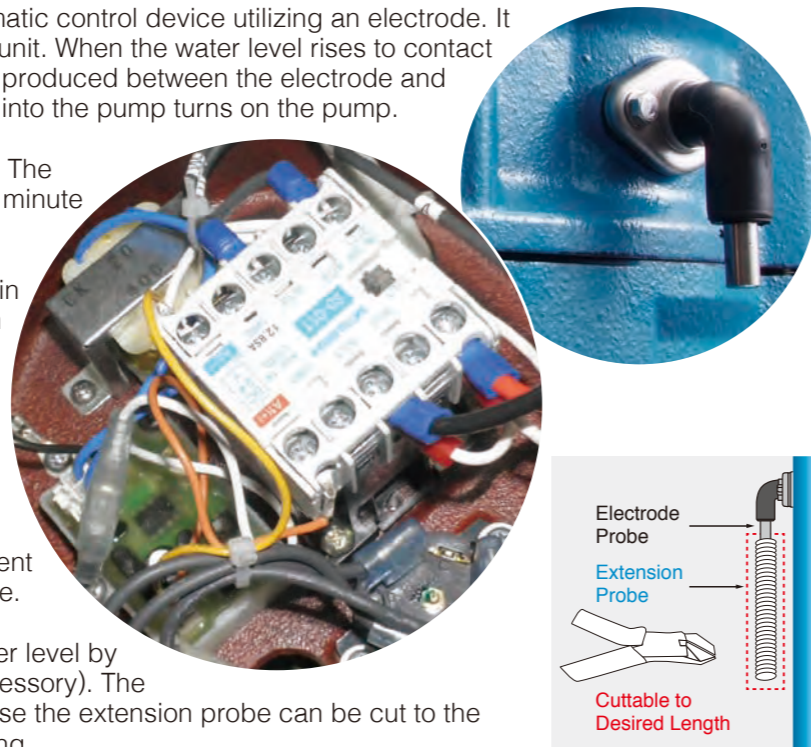 matic control device utilizing an electrode. It
unit. When the water level rises to contact
produced between the electrode and
into the pump turns on the pump.
The
minute
in
ent
e.
er level by
essory). The
se the extension probe can be cut to the
ng
Electrode
Probe
Extension
Probe
Cuttable to
Desired Length